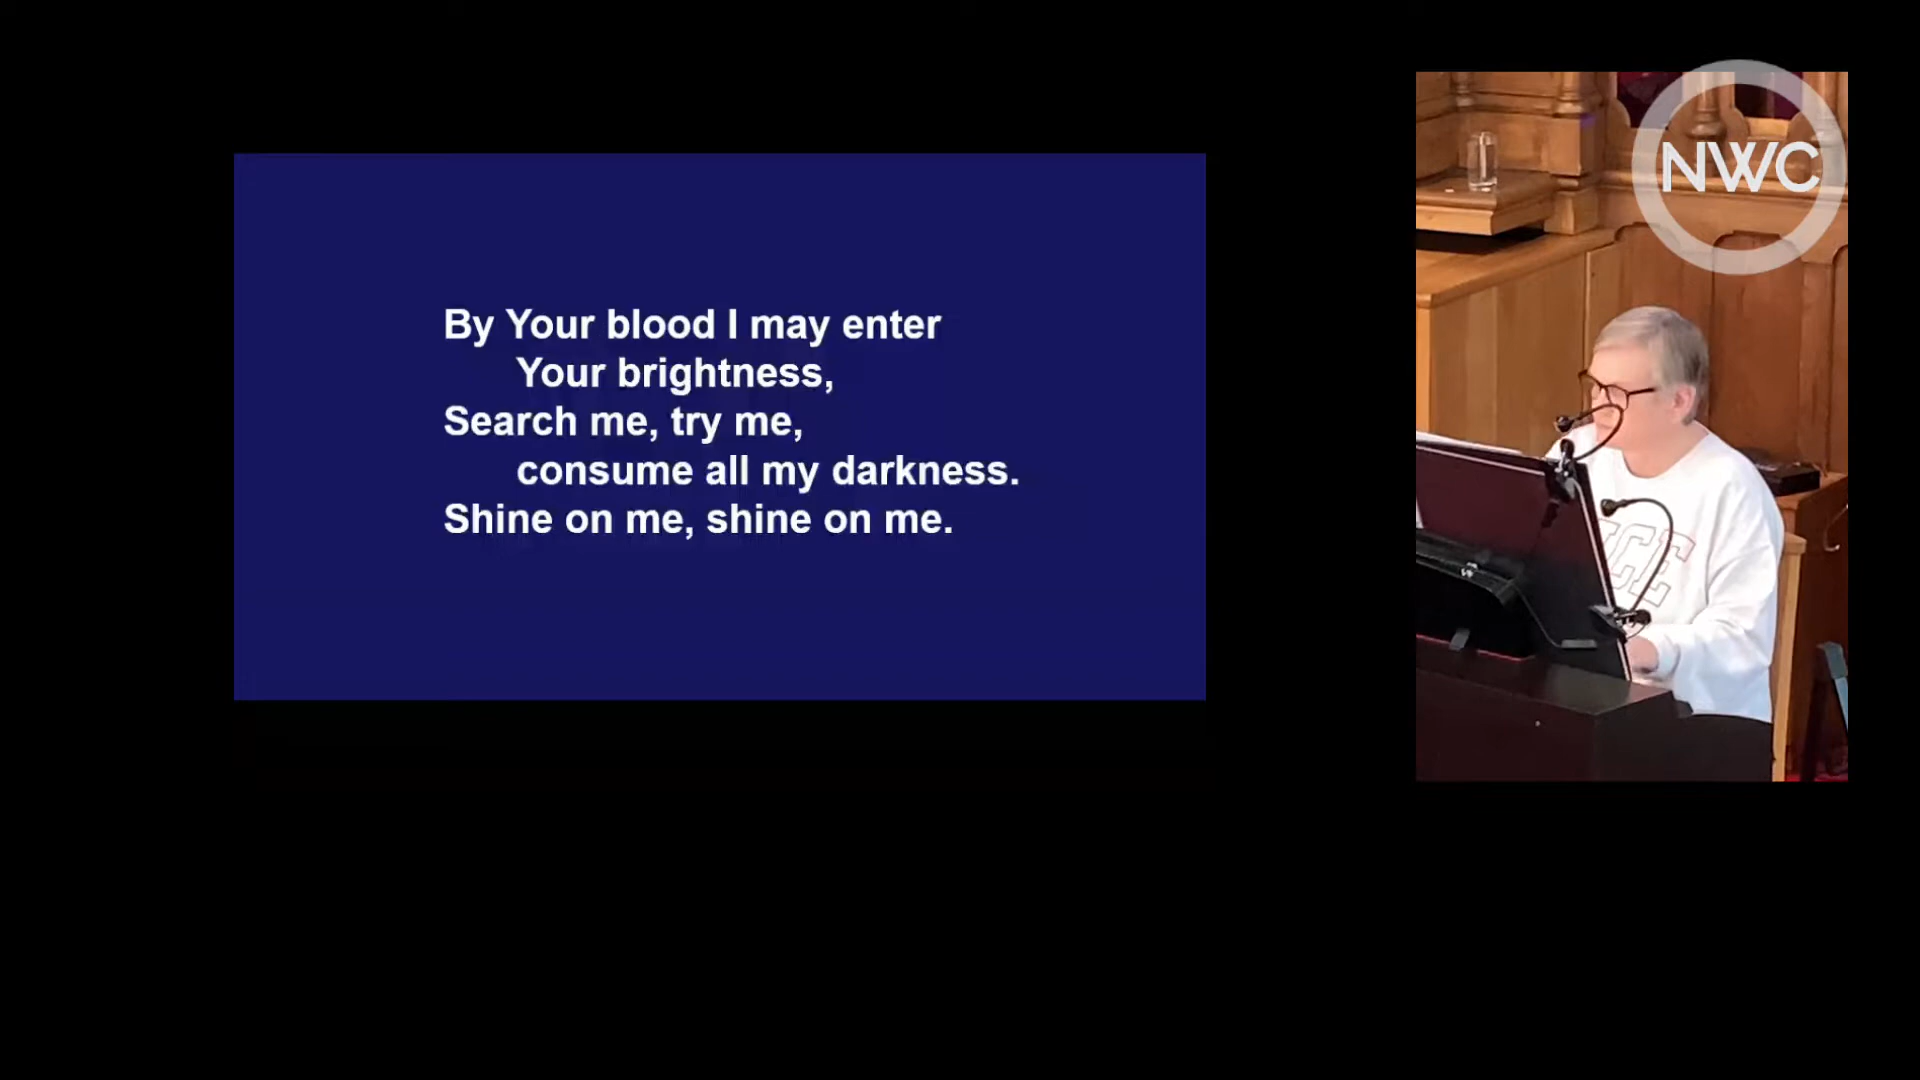 By Your blood I may enter
Your brightness,
Search me, try me,
consume all my darkness.
Shine on me, shine on me.
NWC